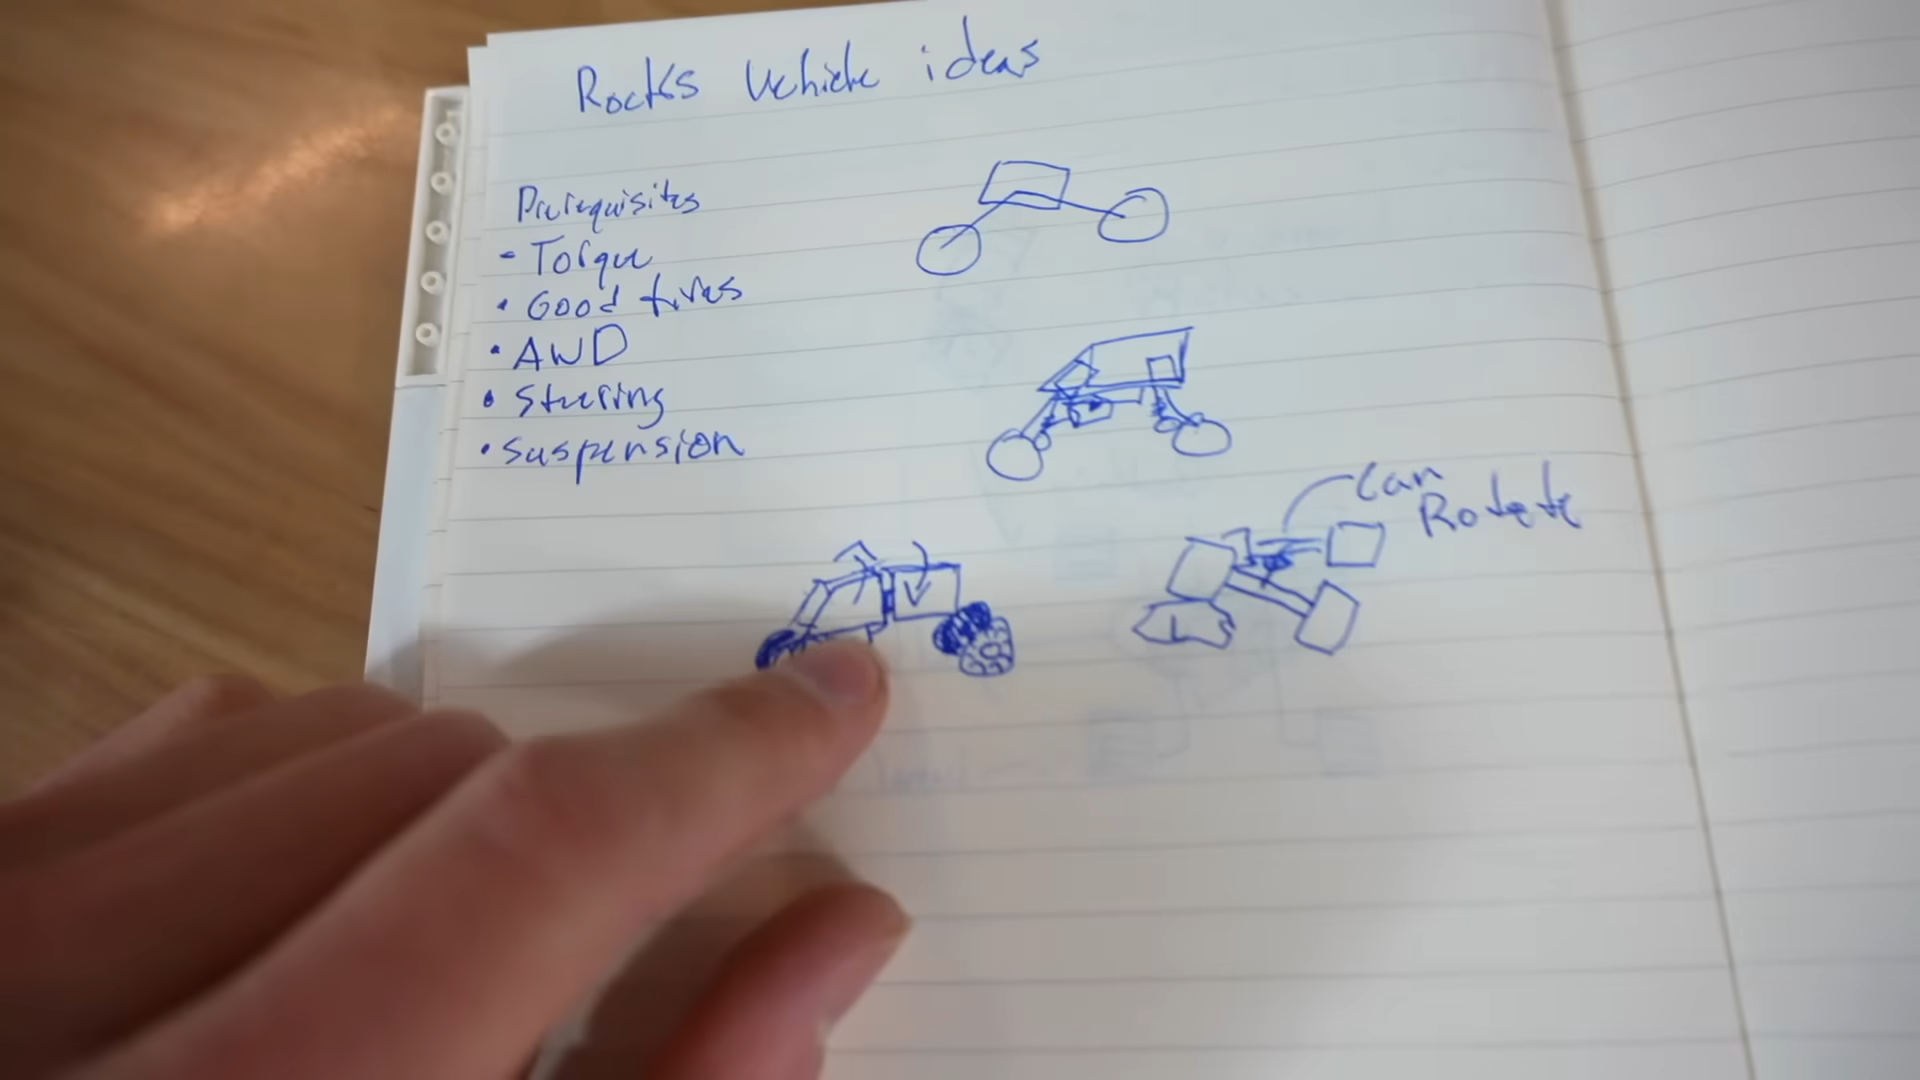 Rocks Vehicle ideas
Prerequisites
- Torque
• Good tires
• AWD
• Steering
• Suspension
Can
Rotate